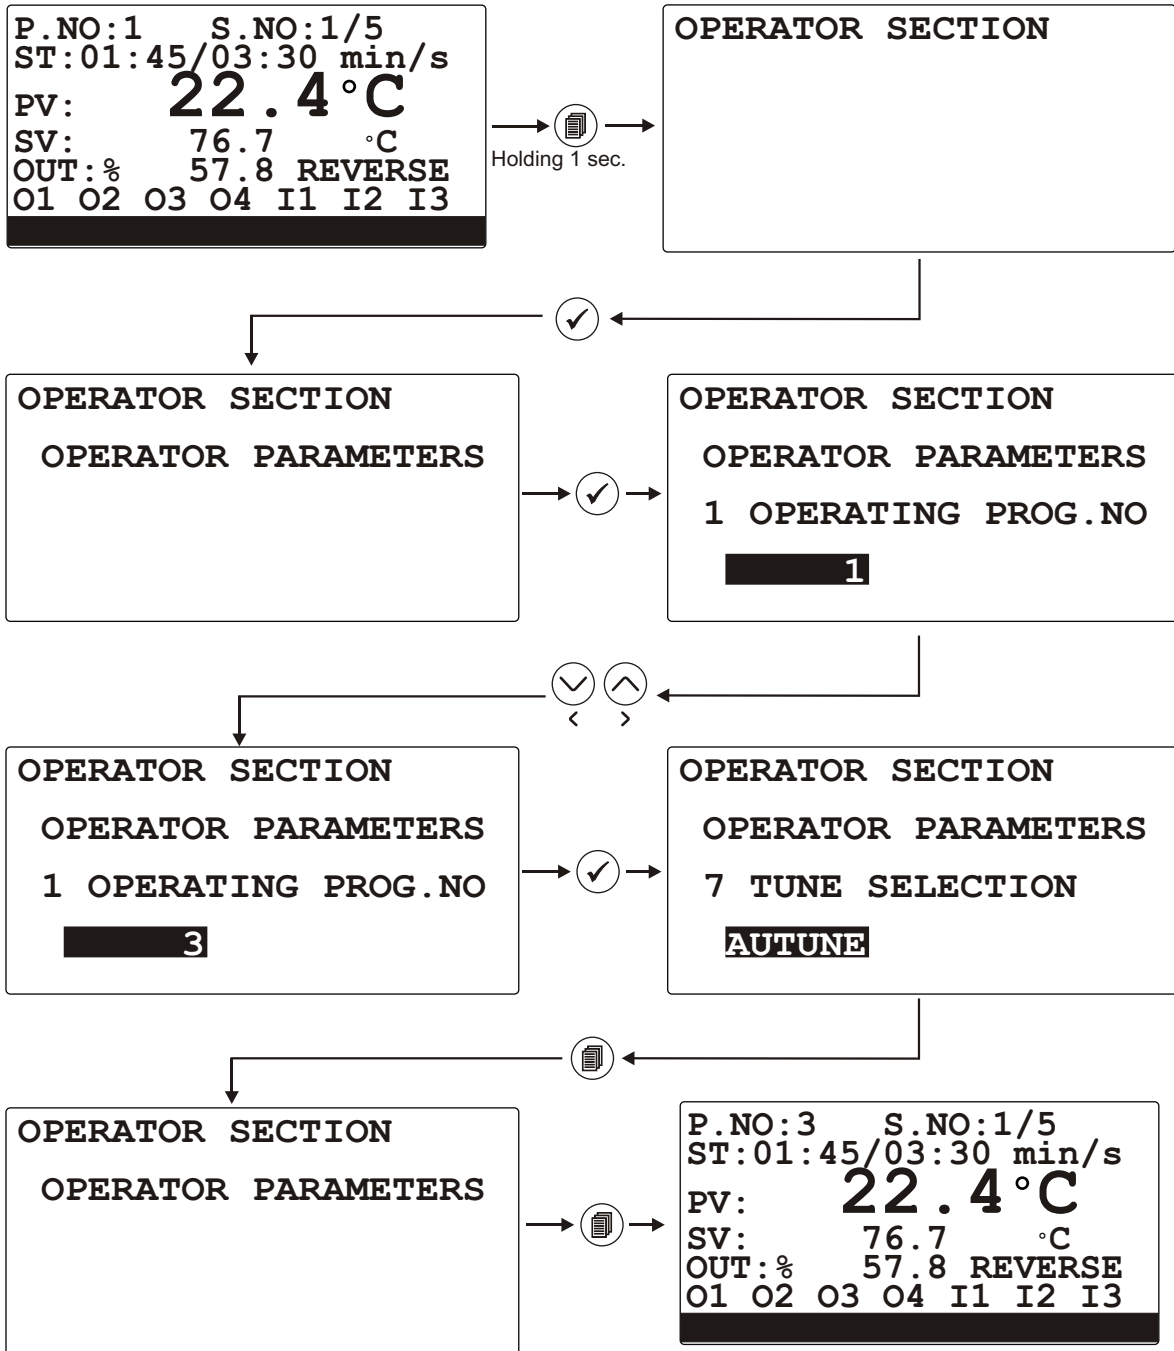 P.NO:1 S.NO:1/5
ST:01:45/03:30 min/s
PV: 22.4°C
SV: 76.7 °C
OUT:% 57.8 REVERSE
O1 O2 O3 O4 I1 I2 I3
Holding 1 sec.
OPERATOR SECTION
OPERATOR SECTION
OPERATOR PARAMETERS
OPERATOR SECTION
OPERATOR PARAMETERS
1 OPERATING PROG.NO
1
OPERATOR SECTION
OPERATOR PARAMETERS
1 OPERATING PROG.NO
3
OPERATOR SECTION
OPERATOR PARAMETERS
7 TUNE SELECTION
AUTUNE
OPERATOR SECTION
OPERATOR PARAMETERS
P.NO:3 S.NO:1/5
ST:01:45/03:30 min/s
PV: 22.4°C
SV: 76.7 °C
OUT:% 57.8 REVERSE
O1 O2 O3 O4 I1 I2 I3